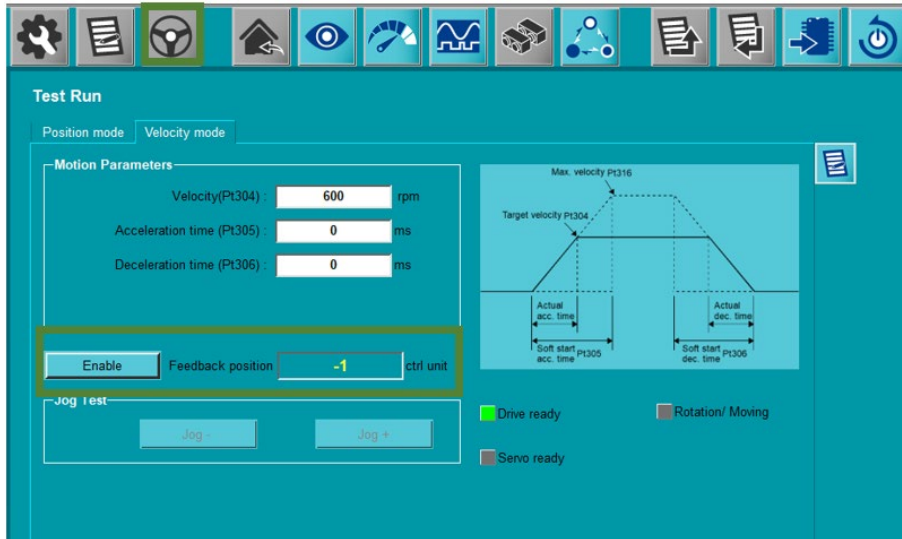 Test Run
Position mode Velocity mode
Motion Parameters
Velocity(Pt304) : 600 rpm
Acceleration time (Pt305) : 0 ms
Deceleration time (Pt306) : 0 ms
Enable Feedback position -1 ctrl unit
Jog Test
Jog - Jog +
Max. velocity Pt316
Target velocity Pt304
Actual
acc. time
Actual
dec. time
Soft start
acc. time Pt305
Soft start
dec. time Pt306
Drive ready Rotation/ Moving
Servo ready